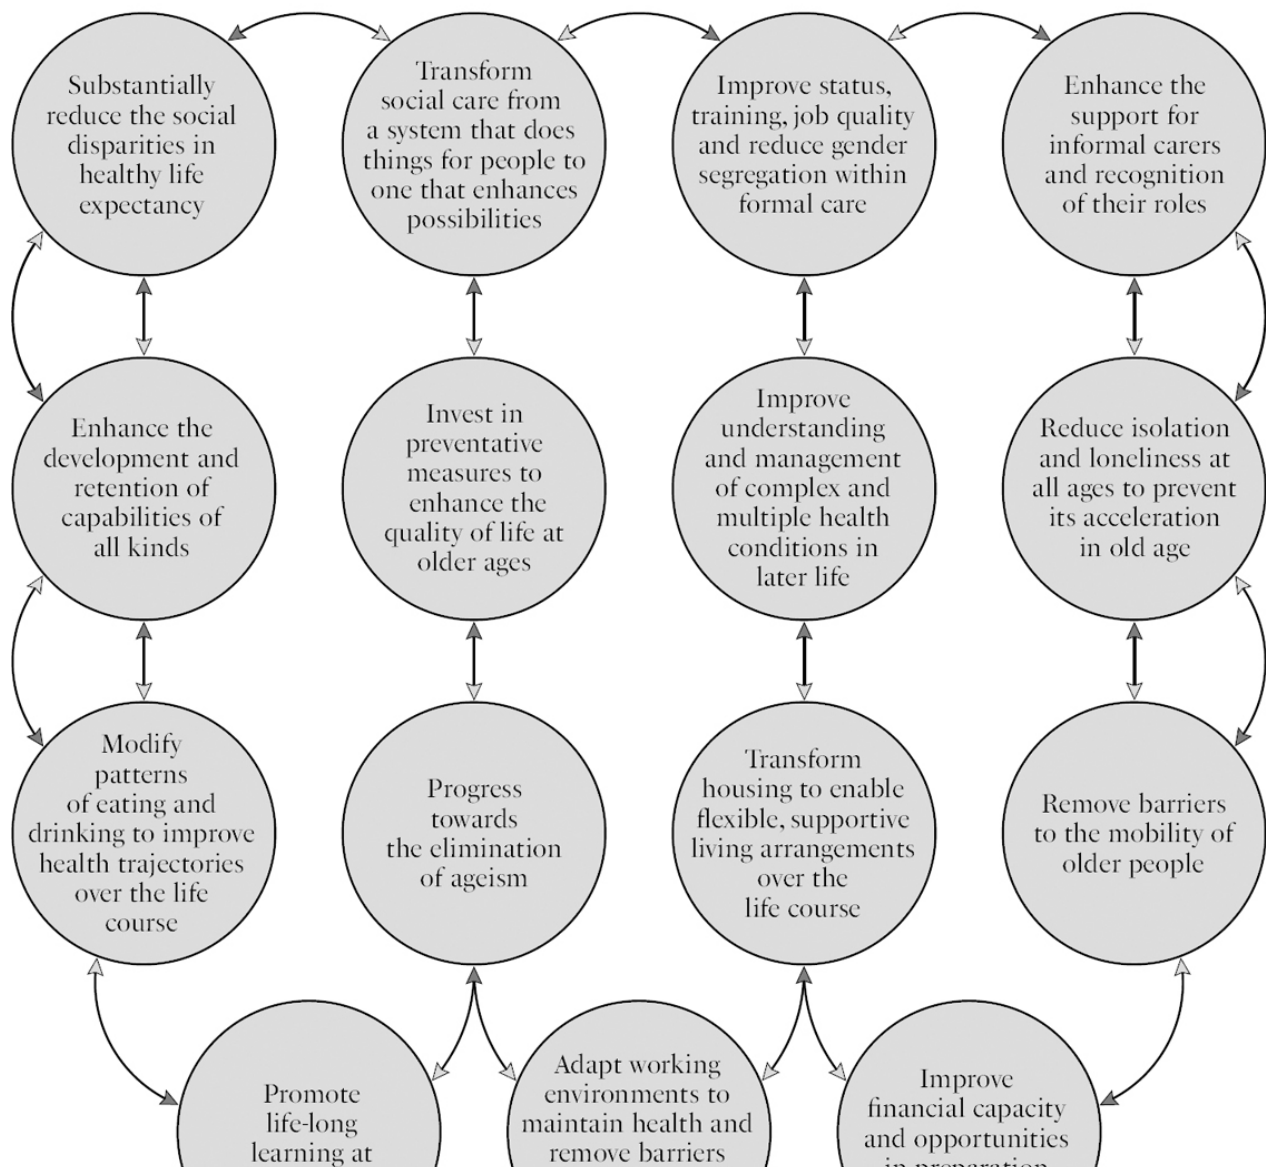 Substantially
reduce the social
disparities in
healthy life
expectancy
Transform
social care from
a system that does
things for people to
one that enhances
possibilities
Improve status,
training, job quality
and reduce gender
segregation within
formal care
Enhance the
support for
informal carers
and recognition
of their roles
Enhance the
development and
retention of
capabilities of
all kinds
Invest in
preventative
measures to
enhance the
quality of life at
older ages
Improve
understanding
and management
of complex and
multiple health
conditions in
later life
Reduce isolation
and loneliness at
all ages to prevent
its acceleration
in old age
Modify
patterns
of eating and
drinking to improve
health trajectories
over the life
course
Progress
towards
the elimination
of ageism
Transform
housing to enable
flexible, supportive
living arrangements
over the
life course
Remove barriers
to the mobility of
older people
Promote
life-long
learning at
Adapt working
environments to
maintain health and
remove barriers
Improve
financial capacity
and opportunities
in preparation